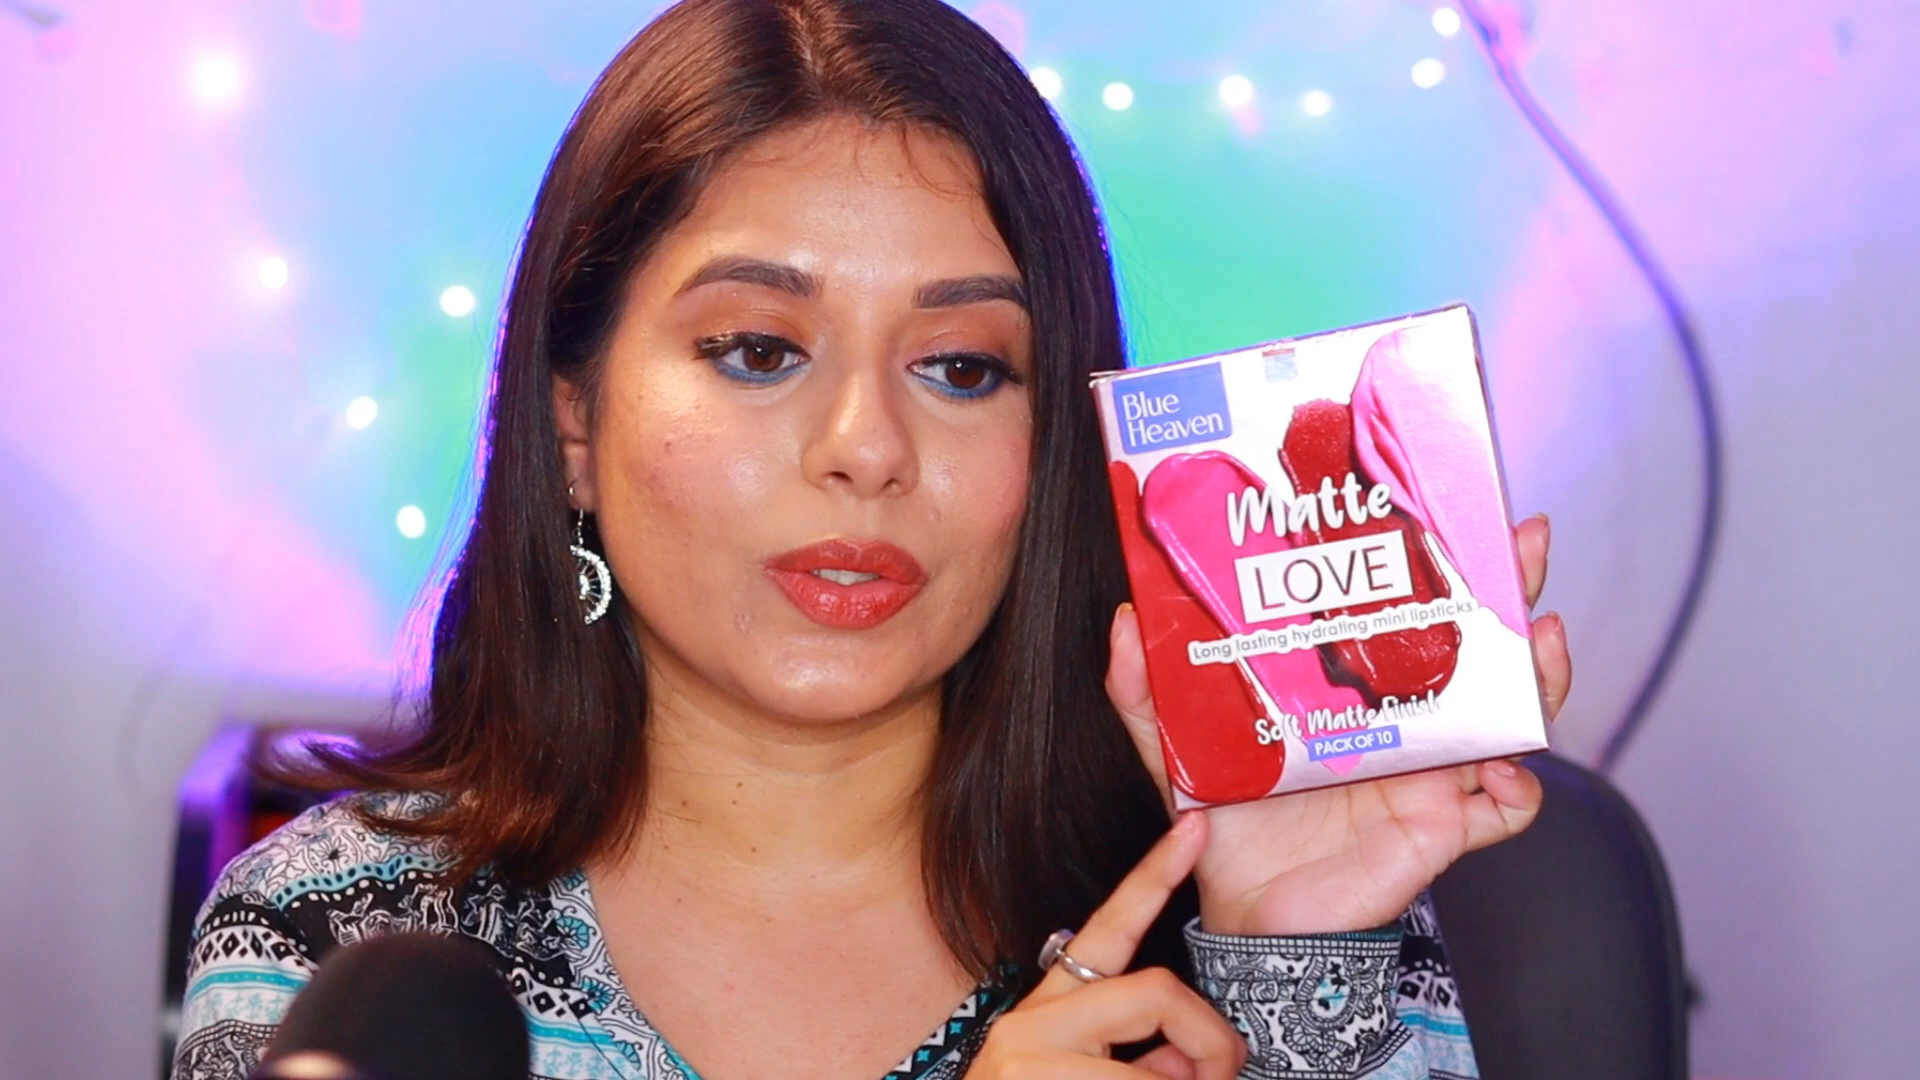 Blue
Heaven
Matte
LOVE
Long lasting hydrating mini lipsticks
Soft Matte Finish
PACK OF 10